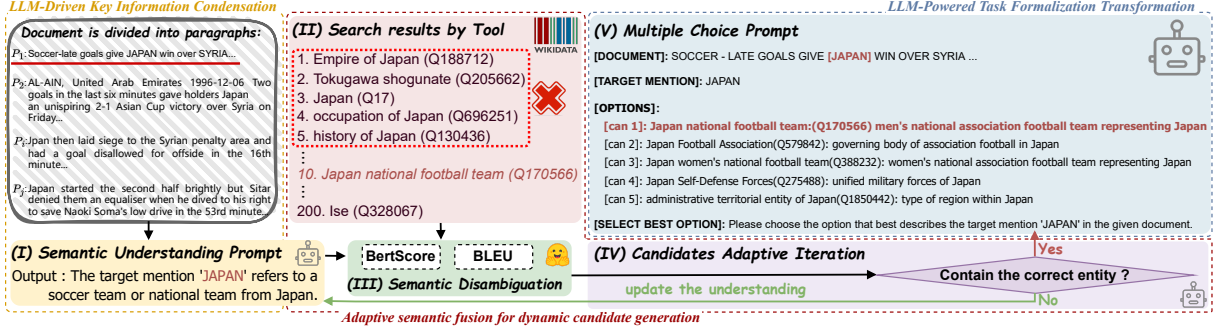 LLM-Driven Key Information Condensation
LLM-Powered Task Formalization Transformation
Document is divided into paragraphs:
P1: Soccer-late goals give JAPAN win over SYRIA...
P2: AL-AIN, United Arab Emirates 1996-12-06 Two
goals in the last six minutes gave holders Japan
an unispiring 2-1 Asian Cup victory over Syria on
Friday...
Pi: Jpan then laid siege to the Syrian penalty area and
had a goal disallowed for offside in the 16th
minute...
Pj: Japan started the second half brightly but Sitar
denied them an equaliser when he dived to his right
to save Naoki Soma's low drive in the 53rd minute...
(I) Semantic Understanding Prompt
Output : The target mention 'JAPAN' refers to a
soccer team or national team from Japan.
(II) Search results by Tool
WIKIDATA
1. Empire of Japan (Q188712)
2. Tokugawa shogunate (Q205662)
3. Japan (Q17)
4. occupation of Japan (Q696251)
5. history of Japan (Q130436)
⋮
10. Japan national football team (Q170566)
⋮
200. Ise (Q328067)
BertScore
BLEU
(III) Semantic Disambiguation
(IV) Candidates Adaptive Iteration
Contain the correct entity ?
Yes
No
update the understanding
(V) Multiple Choice Prompt
[DOCUMENT]: SOCCER - LATE GOALS GIVE [JAPAN] WIN OVER SYRIA ...
[TARGET MENTION]: JAPAN
[OPTIONS]:
[can 1]: Japan national football team:(Q170566) men's national association football team representing Japan
[can 2]: Japan Football Association(Q579842): governing body of association football in Japan
[can 3]: Japan women's national football team(Q388232): women's national association football team representing Japan
[can 4]: Japan Self-Defense Forces(Q275488): unified military forces of Japan
[can 5]: administrative territorial entity of Japan(Q1850442): type of region within Japan
[SELECT BEST OPTION]: Please choose the option that best describes the target mention 'JAPAN' in the given document.
Adaptive semantic fusion for dynamic candidate generation